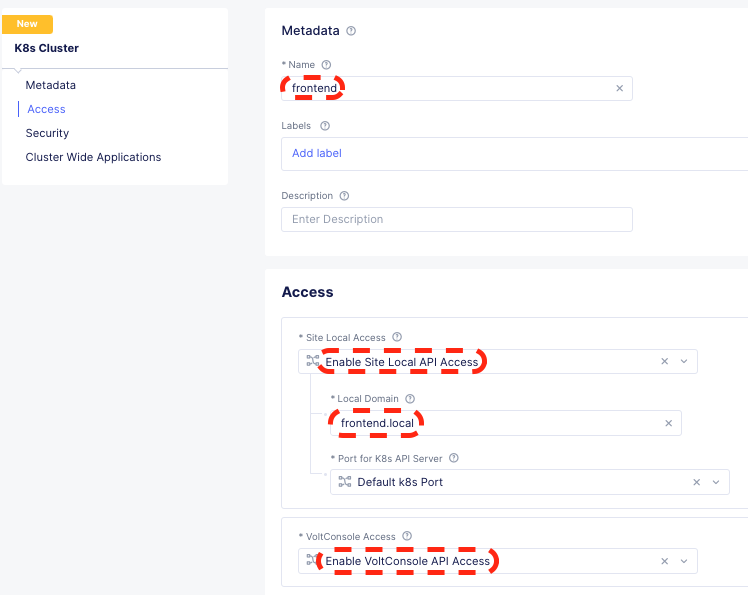 New
K8s Cluster
Metadata
Access
Security
Cluster Wide Applications
Metadata
* Name
frontend
Labels
Add label
Description
Enter Description
Access
* Site Local Access
Enable Site Local API Access
* Local Domain
frontend.local
* Port for K8s API Server
Default k8s Port
* VoltConsole Access
Enable VoltConsole API Access